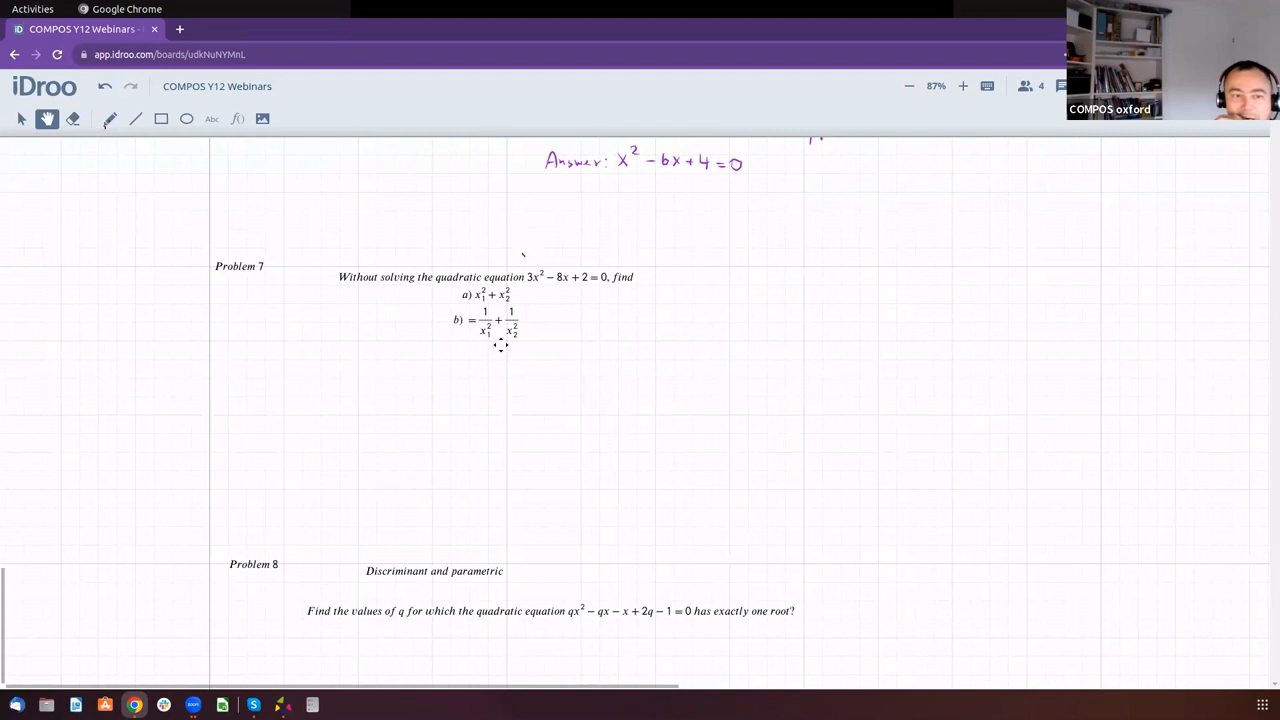 Activities
Google Chrome
COMPOS Y12 Webinars -
app.idroo.com/boards/udkNuNYMnL
iDroo
COMPOS Y12 Webinars
87%
4
Abc
f()
COMPOS oxford
Answer: x² - 6x + 4 = 0
Problem 7
Without solving the quadratic equation 3x² − 8x + 2 = 0, find
a) x₁² + x₂²
b) = 1/x₁² + 1/x₂²
Problem 8
Discriminant and parametric
Find the values of q for which the quadratic equation qx² − qx − x + 2q − 1 = 0 has exactly one root?